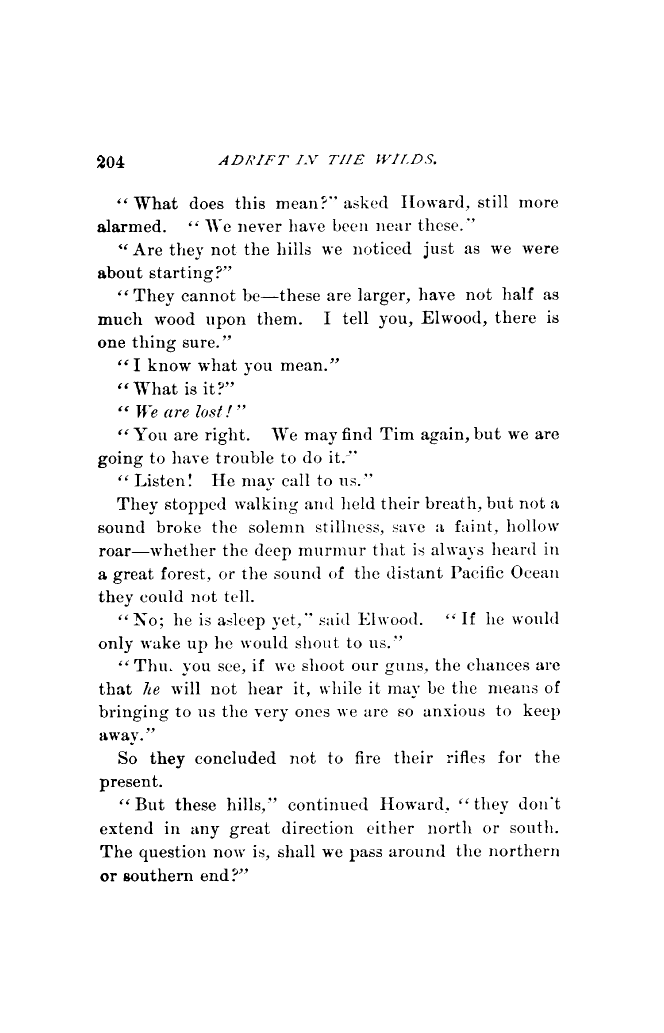 204 ADRIFT IN THE WILDS.
“What does this mean?” asked Howard, still more
alarmed. “We never have been near these.”
“Are they not the hills we noticed just as we were
about starting?”
“They cannot be—these are larger, have not half as
much wood upon them. I tell you, Elwood, there is
one thing sure.”
“I know what you mean.”
“What is it?”
“We are lost!”
“You are right. We may find Tim again, but we are
going to have trouble to do it.”
“Listen! He may call to us.”
They stopped walking and held their breath, but not a
sound broke the solemn stillness, save a faint, hollow
roar—whether the deep murmur that is always heard in
a great forest, or the sound of the distant Pacific Ocean
they could not tell.
“No; he is asleep yet,” said Elwood. “If he would
only wake up he would shout to us.”
“Thu. you see, if we shoot our guns, the chances are
that he will not hear it, while it may be the means of
bringing to us the very ones we are so anxious to keep
away.”
So they concluded not to fire their rifles for the
present.
“But these hills,” continued Howard, “they don't
extend in any great direction either north or south.
The question now is, shall we pass around the northern
or southern end?”